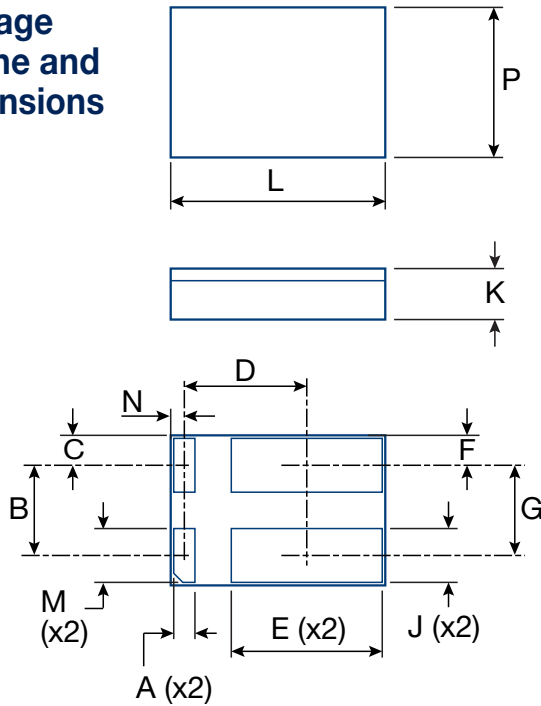 age
ne and
nsions
P
L
K
D
N
C
F
B
G
M
(x2)
E (x2)
J (x2)
A (x2)